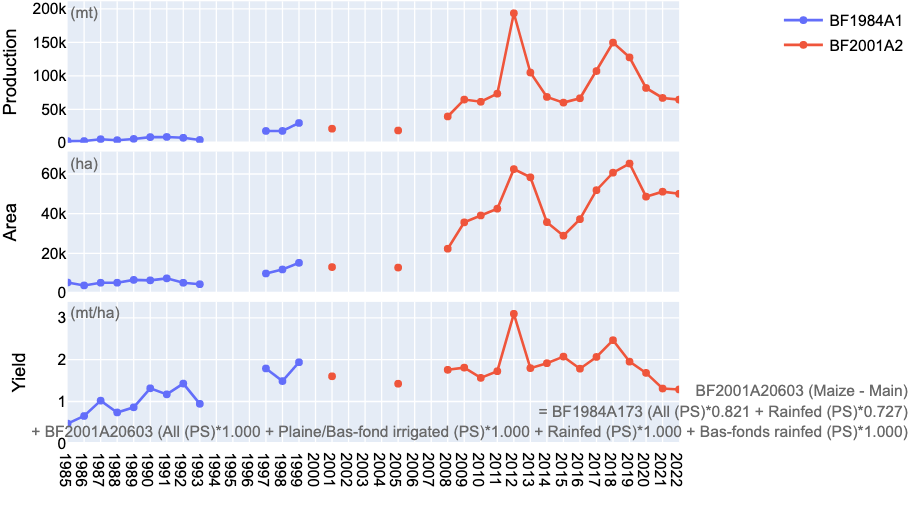 200k
(mt)
BF1984A1
BF2001A2
150k
Production
100k
50k
0
(ha)
60k
Area
40k
20k
0
(mt/ha)
3
Yield
2
BF2001A20603 (Maize - Main)
1
= BF1984A173 (All (PS)*0.821 + Rainfed (PS)*0.727)
+ BF2001A20603 (All (PS)*1.000 + Plaine/Bas-fond irrigated (PS)*1.000 + Rainfed (PS)*1.000 + Bas-fonds rainfed (PS)*1.000)
0
1985 1986 1987 1988 1989 1990 1991 1992 1993 1994 1995 1996 1997 1998 1999 2000 2001 2002 2003 2004 2005 2006 2007 2008 2009 2010 2011 2012 2013 2014 2015 2016 2017 2018 2019 2020 2021 2022